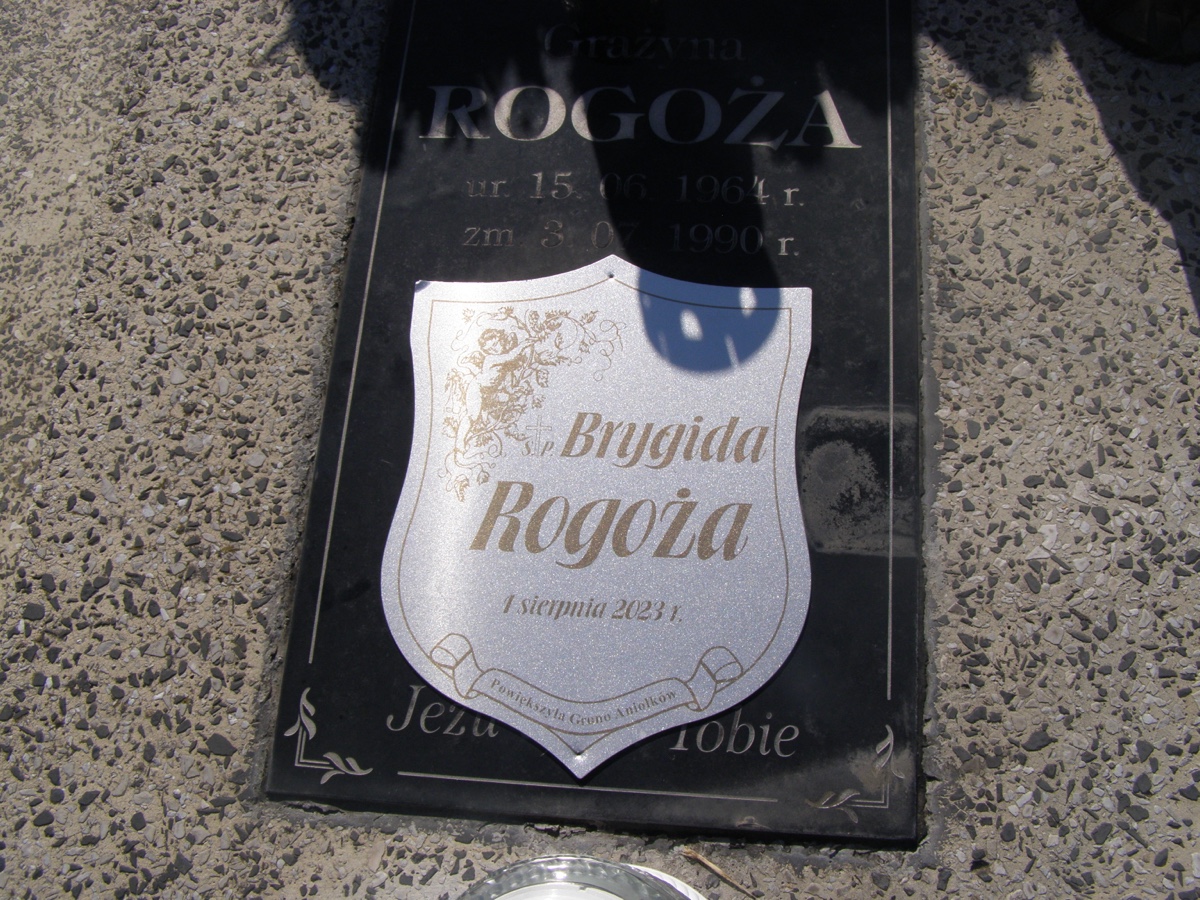 Grażyna
ROGOŻA
ur. 15. 06. 1964 r.
zm. 3. 07. 1990 r.
Ś.P. Brygida
Rogoża
1 sierpnia 2023 r.
Powiększyła Grono Aniołków
Jezu Tobie